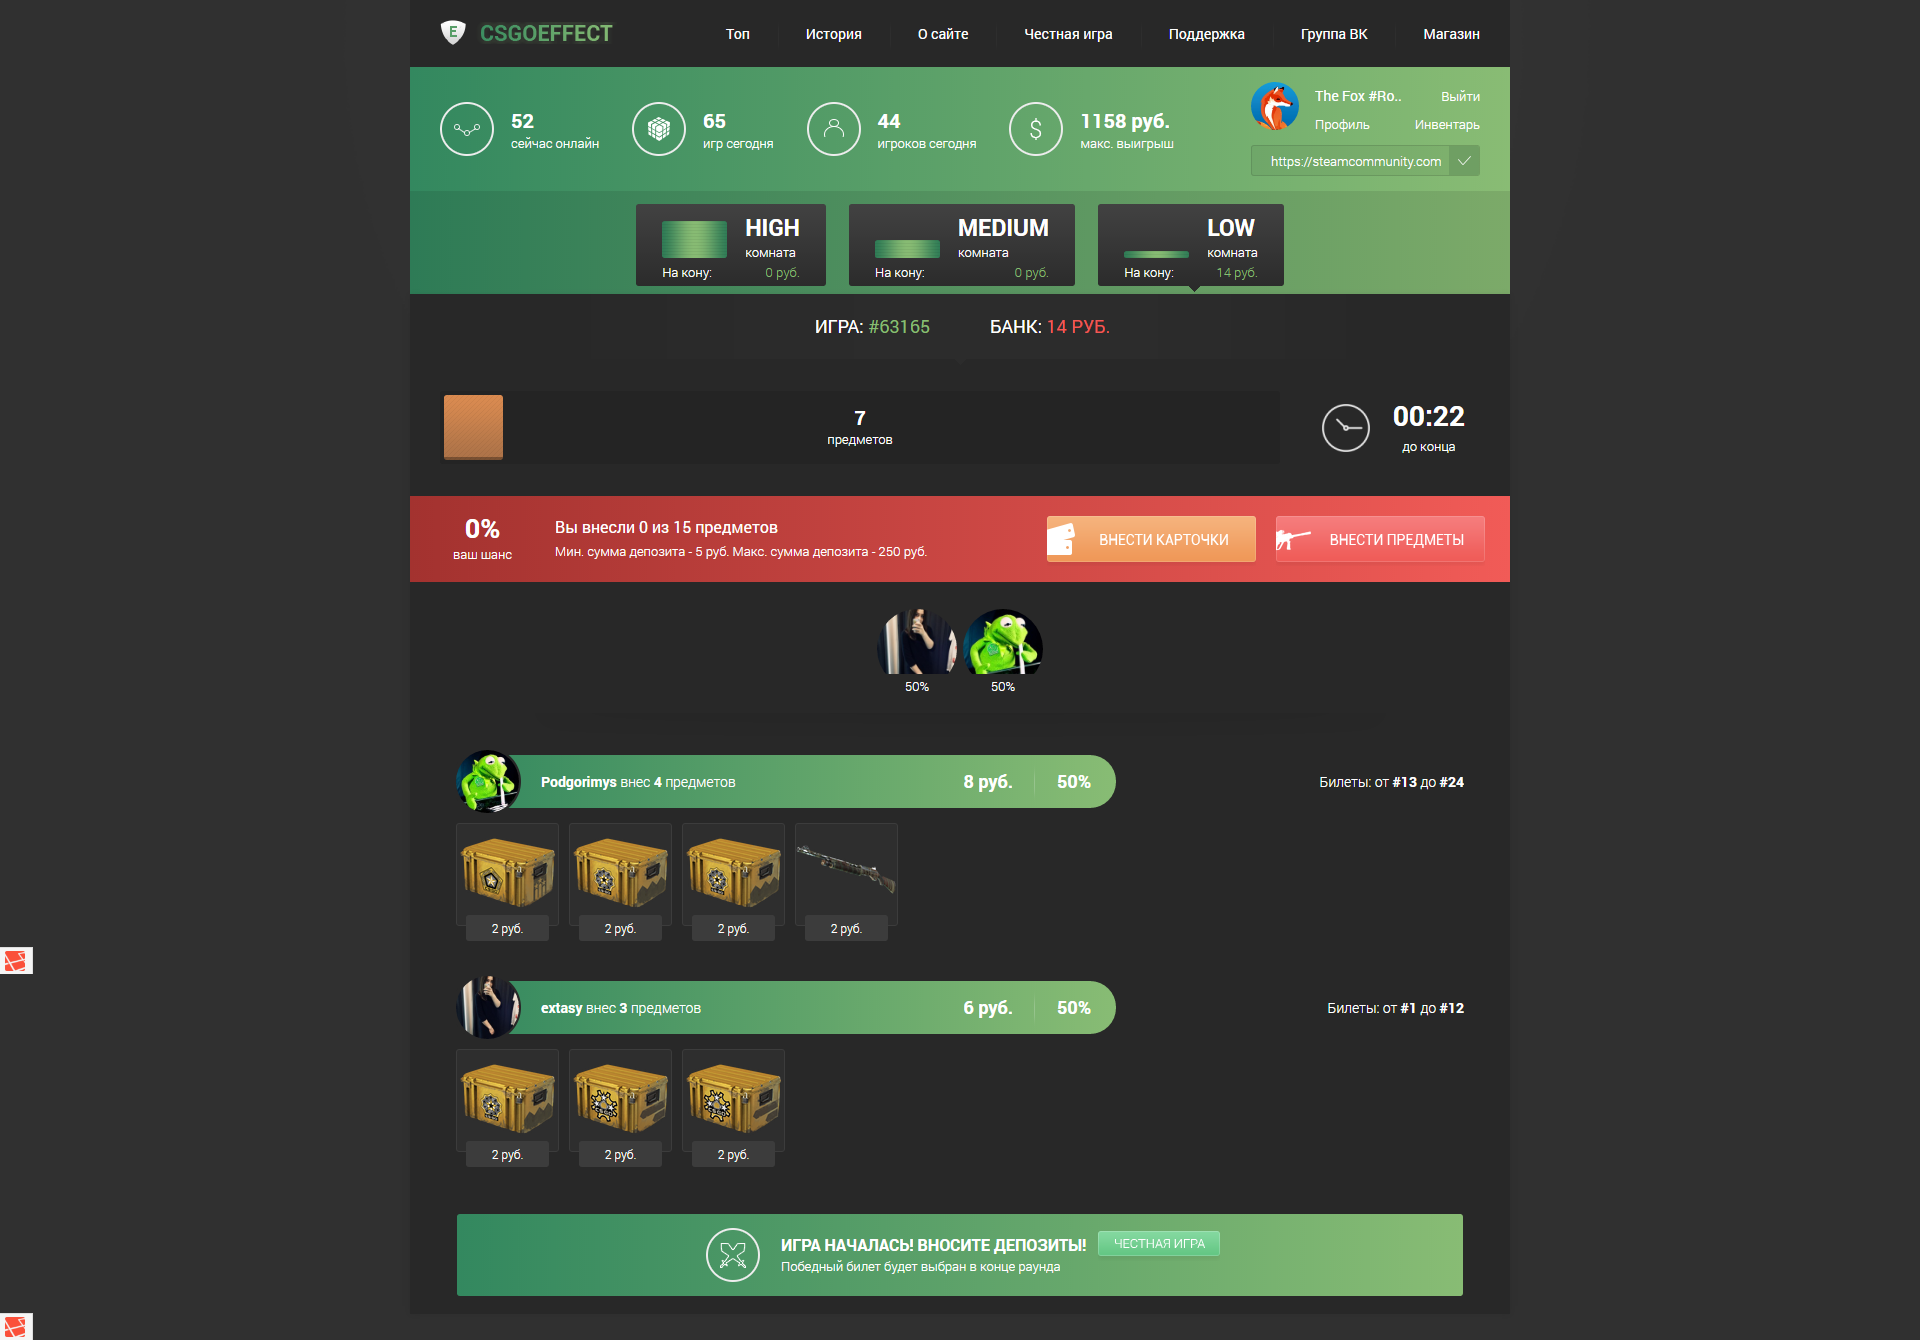 E CSGOEFFECT
Топ
История
О сайте
Честная игра
Поддержка
Группа ВК
Магазин
52
сейчас онлайн
65
игр сегодня
44
игроков сегодня
$
1158 руб.
макс. выигрыш
The Fox #Ro..
Выйти
Профиль
Инвентарь
https://steamcommunity.com
HIGH
комната
На кону: 0 руб.
MEDIUM
комната
На кону: 0 руб.
LOW
комната
На кону: 14 руб.
ИГРА: #63165
БАНК: 14 РУБ.
7
предметов
00:22
до конца
0%
ваш шанс
Вы внесли 0 из 15 предметов
Мин. сумма депозита - 5 руб. Макс. сумма депозита - 250 руб.
ВНЕСТИ КАРТОЧКИ
ВНЕСТИ ПРЕДМЕТЫ
50%
50%
Podgorimys внес 4 предметов
8 руб.
50%
Билеты: от #13 до #24
2 руб.
2 руб.
2 руб.
2 руб.
extasy внес 3 предметов
6 руб.
50%
Билеты: от #1 до #12
2 руб.
2 руб.
2 руб.
ИГРА НАЧАЛАСЬ! ВНОСИТЕ ДЕПОЗИТЫ!
ЧЕСТНАЯ ИГРА
Победный билет будет выбран в конце раунда